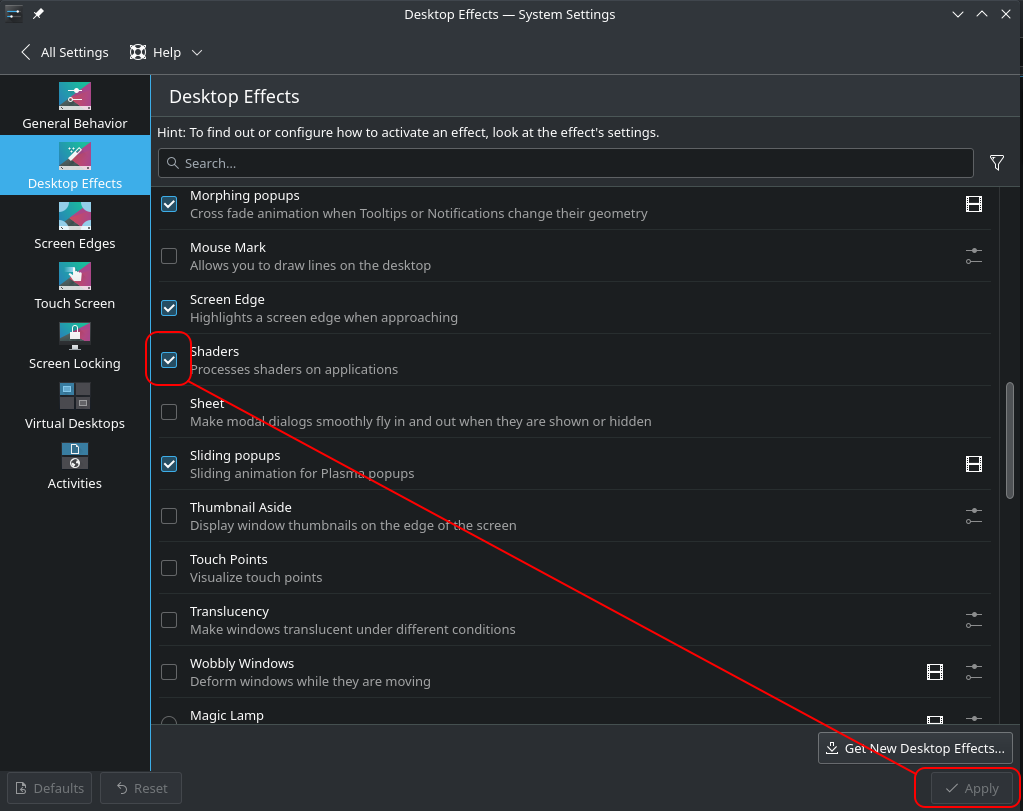 Desktop Effects — System Settings
All Settings
Help
General Behavior
Desktop Effects
Screen Edges
Touch Screen
Screen Locking
Virtual Desktops
Activities
Desktop Effects
Hint: To find out or configure how to activate an effect, look at the effect's settings.
Search...
Morphing popups
Cross fade animation when Tooltips or Notifications change their geometry
Mouse Mark
Allows you to draw lines on the desktop
Screen Edge
Highlights a screen edge when approaching
Shaders
Processes shaders on applications
Sheet
Make modal dialogs smoothly fly in and out when they are shown or hidden
Sliding popups
Sliding animation for Plasma popups
Thumbnail Aside
Display window thumbnails on the edge of the screen
Touch Points
Visualize touch points
Translucency
Make windows translucent under different conditions
Wobbly Windows
Deform windows while they are moving
Magic Lamp
Get New Desktop Effects...
Defaults
Reset
Apply